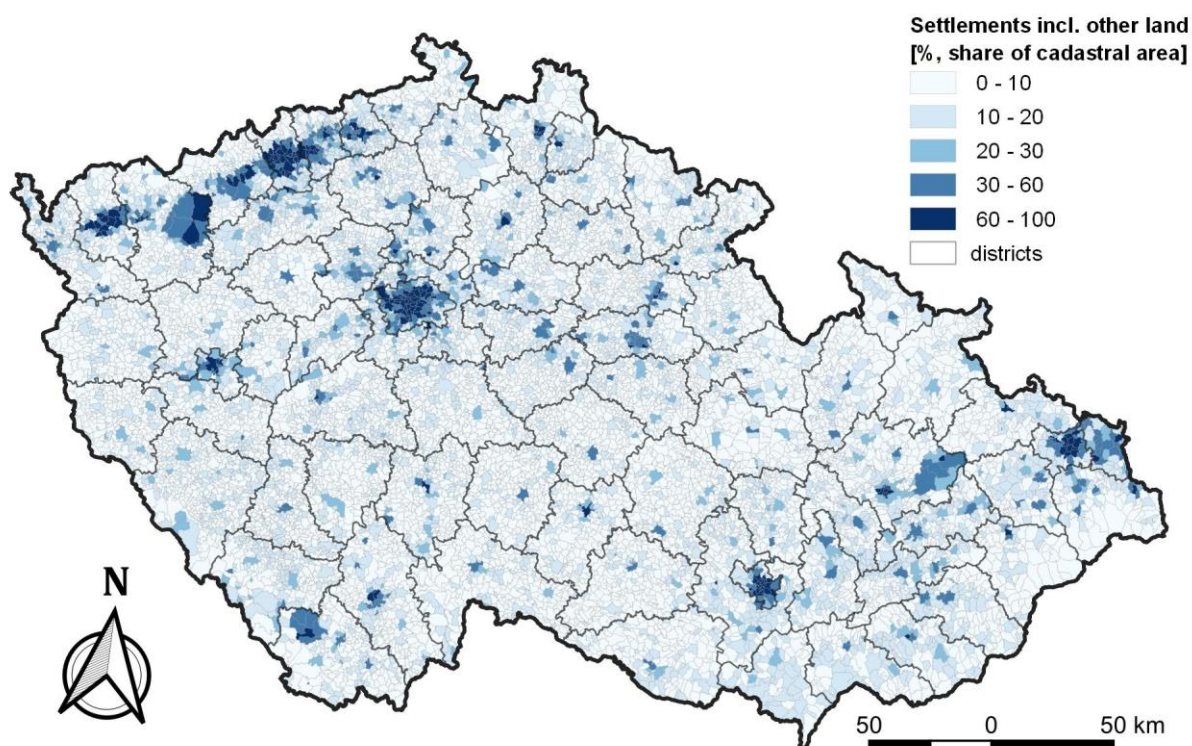 Settlements incl. other land
[%, share of cadastral area]
0 - 10
10 - 20
20 - 30
30 - 60
60 - 100
districts
N
50 0 50 km